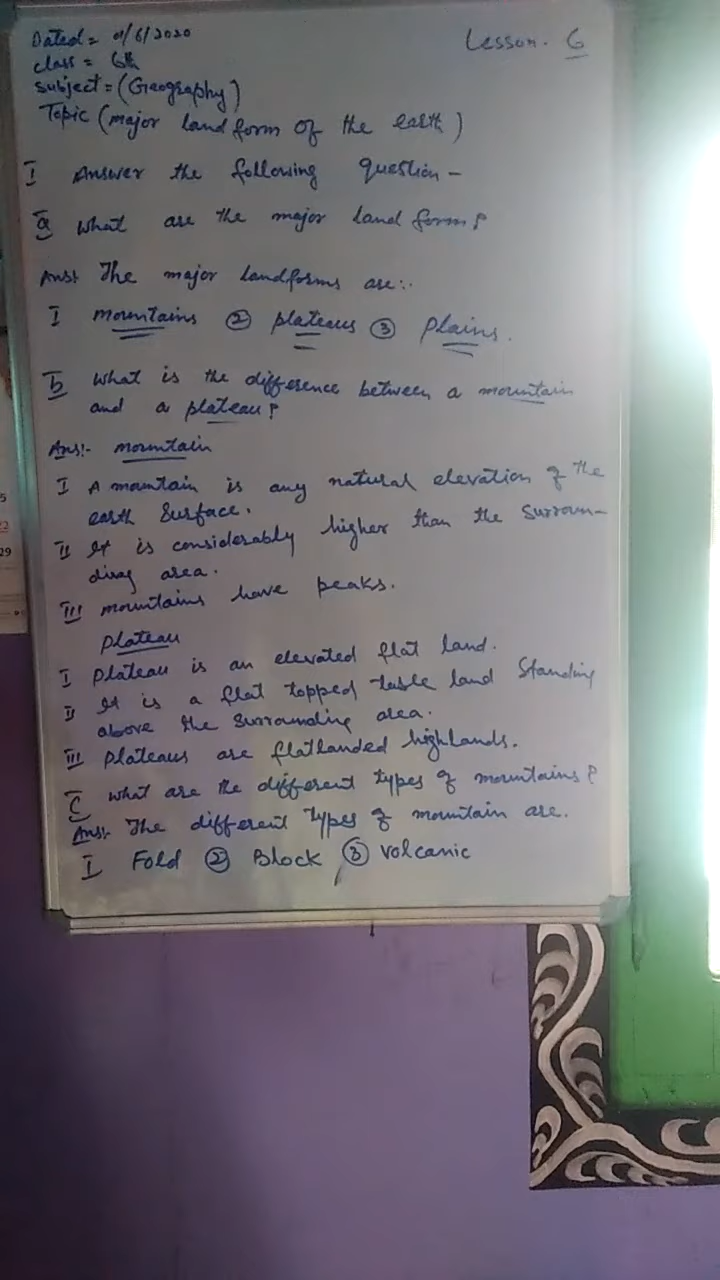 Dated = 01/6/2020
Lesson - 6
class = 6th
subject = (Geography)
Topic (major land form of the earth)
I Answer the following question -
a What are the major land form?
Ans:- The major landforms are:-
I mountains ② plateaus ③ Plains.
b What is the difference between a mountain
and a plateau?
Ans:- mountain
I A mountain is any natural elevation of the
earth surface.
II It is considerably higher than the surroun-
ding area.
III mountains have peaks.
Plateau
I Plateau is an elevated flat land.
II It is a flat topped table land standing
above the surrounding area.
III Plateaus are flatlanded highlands.
C What are the different types of mountains?
Ans:- The different types of mountain are.
I Fold ② Block ③ volcanic
5
22
29